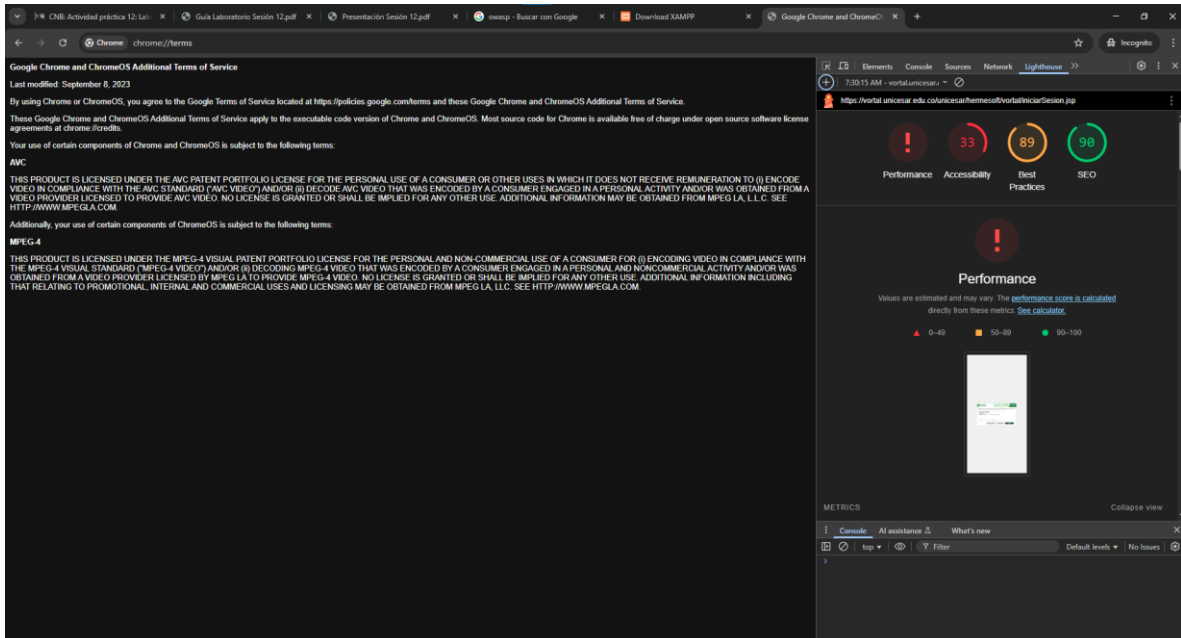 CNB: Actividad práctica 12: Lab
Guía Laboratorio Sesión 12.pdf
Presentación Sesión 12.pdf
owasp - Buscar con Google
Download XAMPP
Google Chrome and ChromeO
Chrome
chrome://terms
Incognito
Google Chrome and ChromeOS Additional Terms of Service
Last modified: September 8, 2023
By using Chrome or ChromeOS, you agree to the Google Terms of Service located at https://policies.google.com/terms and these Google Chrome and ChromeOS Additional Terms of Service.
These Google Chrome and ChromeOS Additional Terms of Service apply to the executable code version of Chrome and ChromeOS. Most source code for Chrome is available free of charge under open source software license
agreements at chrome://credits.
Your use of certain components of Chrome and ChromeOS is subject to the following terms:
AVC
THIS PRODUCT IS LICENSED UNDER THE AVC PATENT PORTFOLIO LICENSE FOR THE PERSONAL USE OF A CONSUMER OR OTHER USES IN WHICH IT DOES NOT RECEIVE REMUNERATION TO (i) ENCODE
VIDEO IN COMPLIANCE WITH THE AVC STANDARD ("AVC VIDEO") AND/OR (ii) DECODE AVC VIDEO THAT WAS ENCODED BY A CONSUMER ENGAGED IN A PERSONAL ACTIVITY AND/OR WAS OBTAINED FROM A
VIDEO PROVIDER LICENSED TO PROVIDE AVC VIDEO. NO LICENSE IS GRANTED OR SHALL BE IMPLIED FOR ANY OTHER USE. ADDITIONAL INFORMATION MAY BE OBTAINED FROM MPEG LA, L.L.C. SEE
HTTP://WWW.MPEGLA.COM.
Additionally, your use of certain components of ChromeOS is subject to the following terms:
MPEG-4
THIS PRODUCT IS LICENSED UNDER THE MPEG-4 VISUAL PATENT PORTFOLIO LICENSE FOR THE PERSONAL AND NON-COMMERCIAL USE OF A CONSUMER FOR (i) ENCODING VIDEO IN COMPLIANCE WITH
THE MPEG-4 VISUAL STANDARD ("MPEG-4 VIDEO") AND/OR (ii) DECODING MPEG-4 VIDEO THAT WAS ENCODED BY A CONSUMER ENGAGED IN A PERSONAL AND NONCOMMERCIAL ACTIVITY AND/OR WAS
OBTAINED FROM A VIDEO PROVIDER LICENSED BY MPEG LA TO PROVIDE MPEG-4 VIDEO. NO LICENSE IS GRANTED OR SHALL BE IMPLIED FOR ANY OTHER USE. ADDITIONAL INFORMATION INCLUDING
THAT RELATING TO PROMOTIONAL, INTERNAL AND COMMERCIAL USES AND LICENSING MAY BE OBTAINED FROM MPEG LA, LLC. SEE HTTP://WWW.MPEGLA.COM.
Elements Console Sources Network Lighthouse
7:30:15 AM - vortal.unicesar.
https://vortal.unicesar.edu.co/unicesar/hermesoft/vortal/iniciarSesion.jsp
33 89 90
Performance Accessibility Best Practices SEO
Performance
Values are estimated and may vary. The performance score is calculated
directly from these metrics. See calculator.
0–49 50–89 90–100
METRICS Collapse view
Console AI assistance What's new
top Filter Default levels No Issues